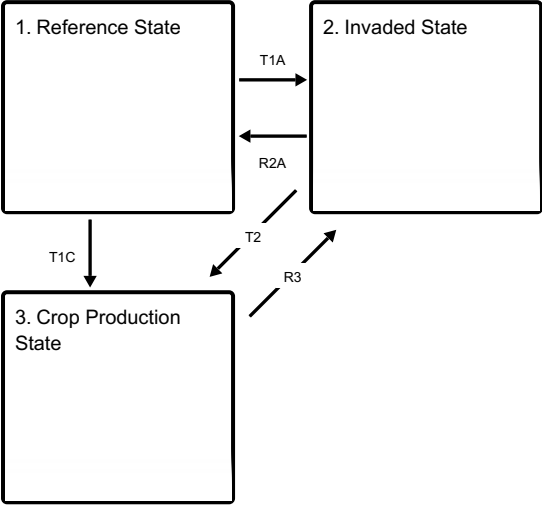 1. Reference State
2. Invaded State
T1A
R2A
T2
T1C
R3
3. Crop Production
State